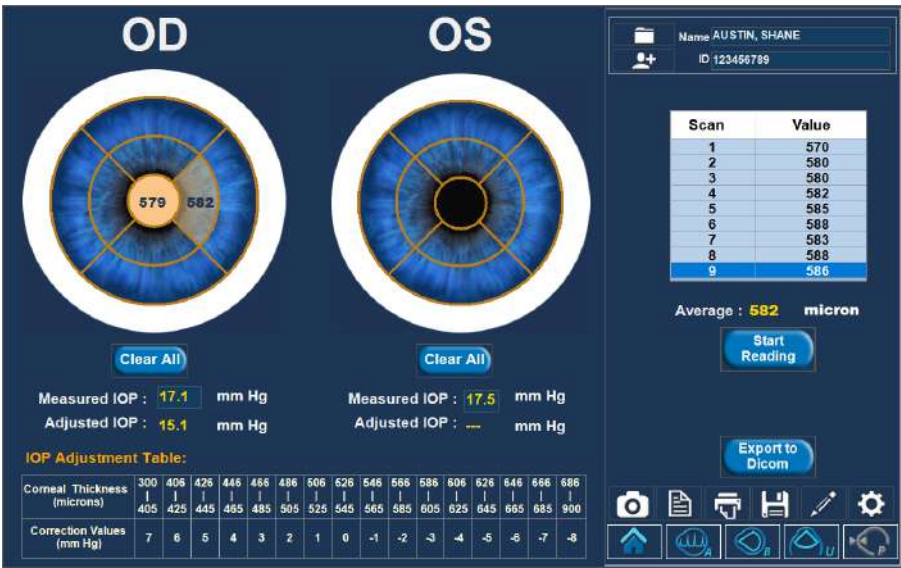 OD
OS
Name AUSTIN, SHANE
ID 123456789
579
582
Scan Value
1 570
2 580
3 580
4 582
5 585
6 588
7 583
8 588
9 586
Average : 582 micron
Start
Reading
Clear All
Clear All
Measured IOP : 17.1 mm Hg
Adjusted IOP : 15.1 mm Hg
Measured IOP : 17.5 mm Hg
Adjusted IOP : --- mm Hg
Export to
Dicom
IOP Adjustment Table:
Corneal Thickness
(microns)
300 406 426 446 466 486 506 626 546 566 586 606 626 646 666 686
| | | | | | | | | | | | | | | |
405 425 445 465 485 505 525 545 565 585 605 625 645 665 685 900
Correction Values
(mm Hg)
7 6 5 4 3 2 1 0 -1 -2 -3 -4 -5 -6 -7 -8
A
B
U
P